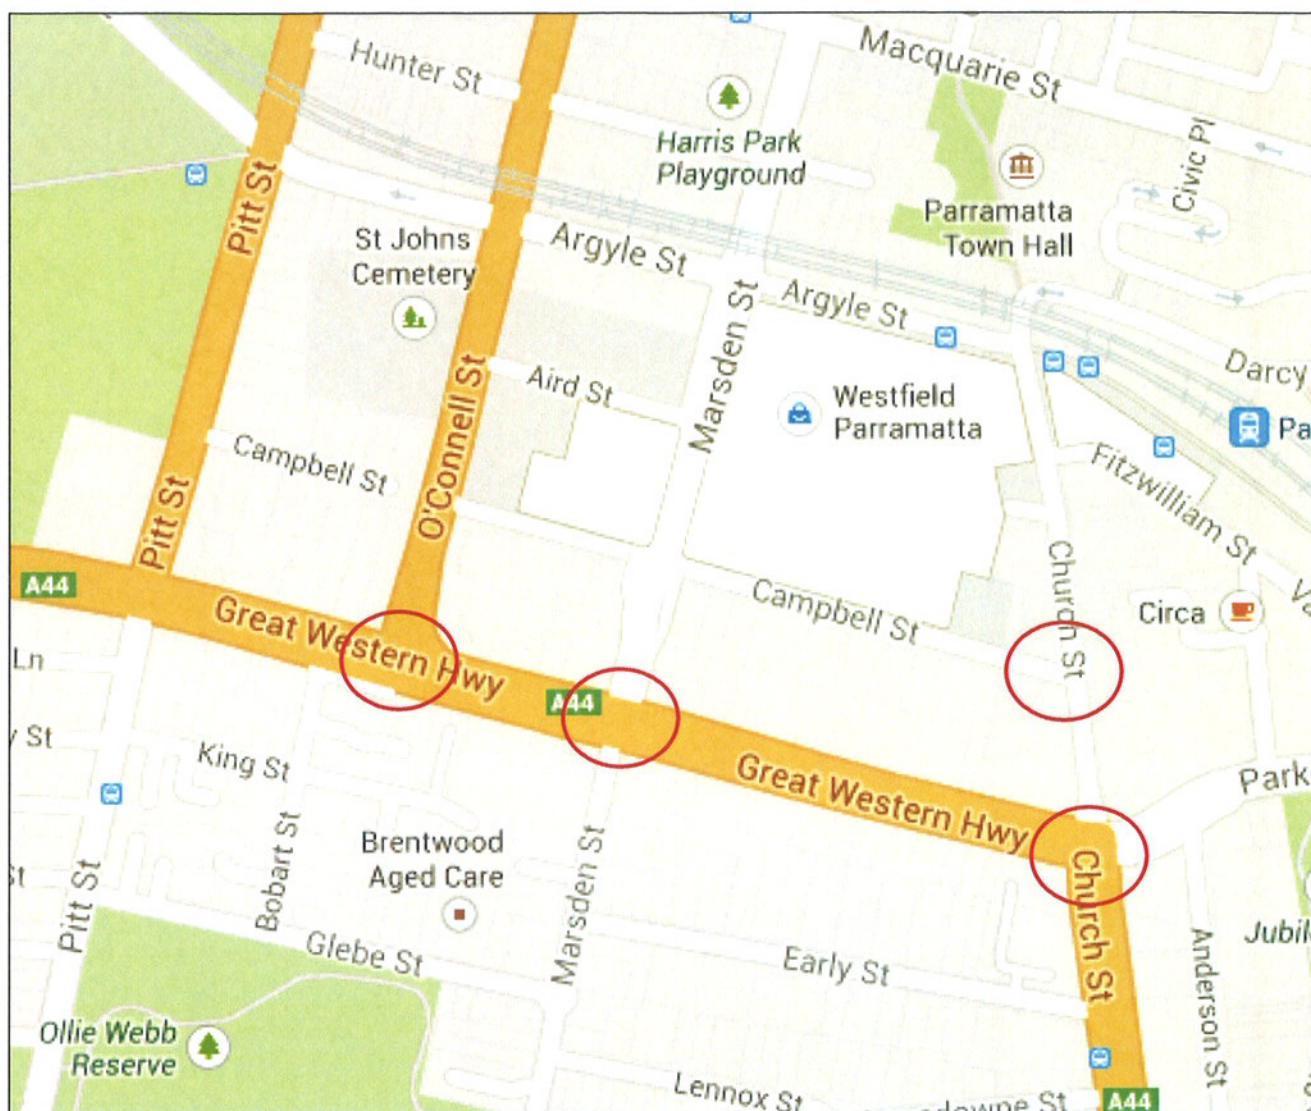 Hunter St
Macquarie St
Harris Park
Playground
Civic Pl
Pitt St
St Johns
Cemetery
Argyle St
Parramatta
Town Hall
Argyle St
Marsden St
Darcy
Aird St
Westfield
Parramatta
Pa
O'Connell St
Campbell St
Fitzwilliam St
Pitt St
A44
Great Western Hwy
Campbell St
Church St
Circa
Va
Ln
A44
y St
King St
Great Western Hwy
Park
Brentwood
Aged Care
Bobart St
Marsden St
Church St
St
Pitt St
Glebe St
Early St
Anderson St
Jubil
Ollie Webb
Reserve
Lennox St
sdowne St
A44